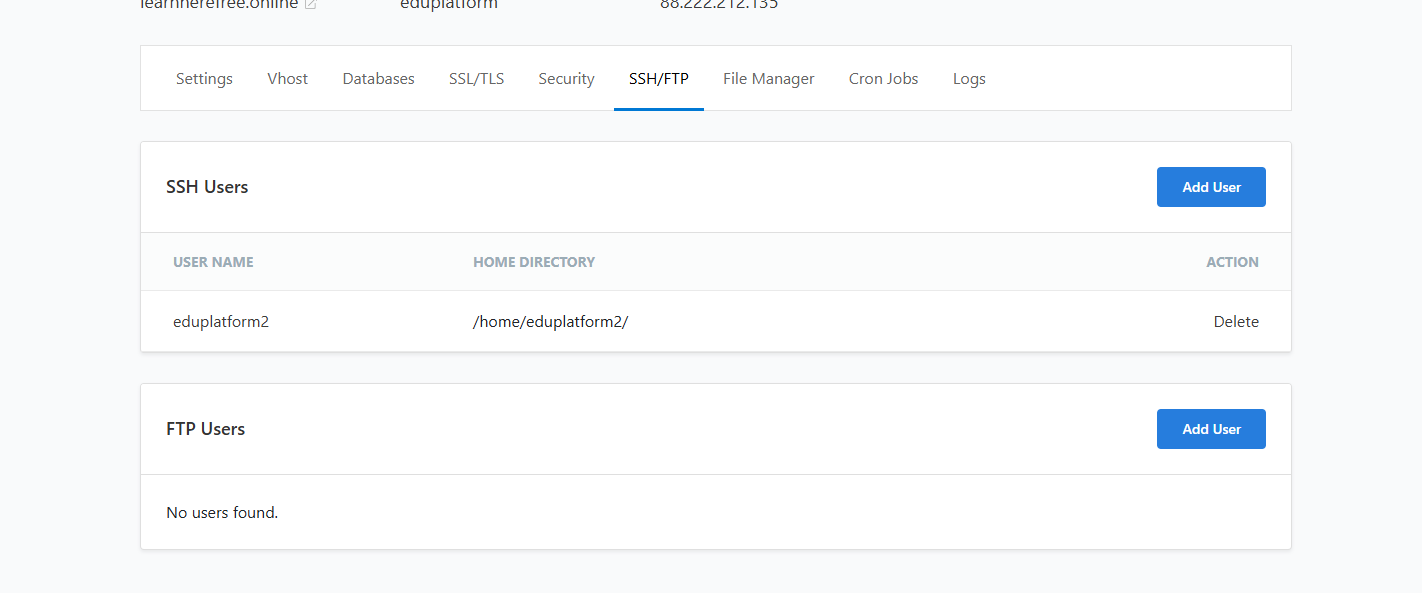 learnherefree.online eduplatform 88.222.212.135
Settings Vhost Databases SSL/TLS Security SSH/FTP File Manager Cron Jobs Logs
SSH Users Add User
USER NAME HOME DIRECTORY ACTION
eduplatform2 /home/eduplatform2/ Delete
FTP Users Add User
No users found.